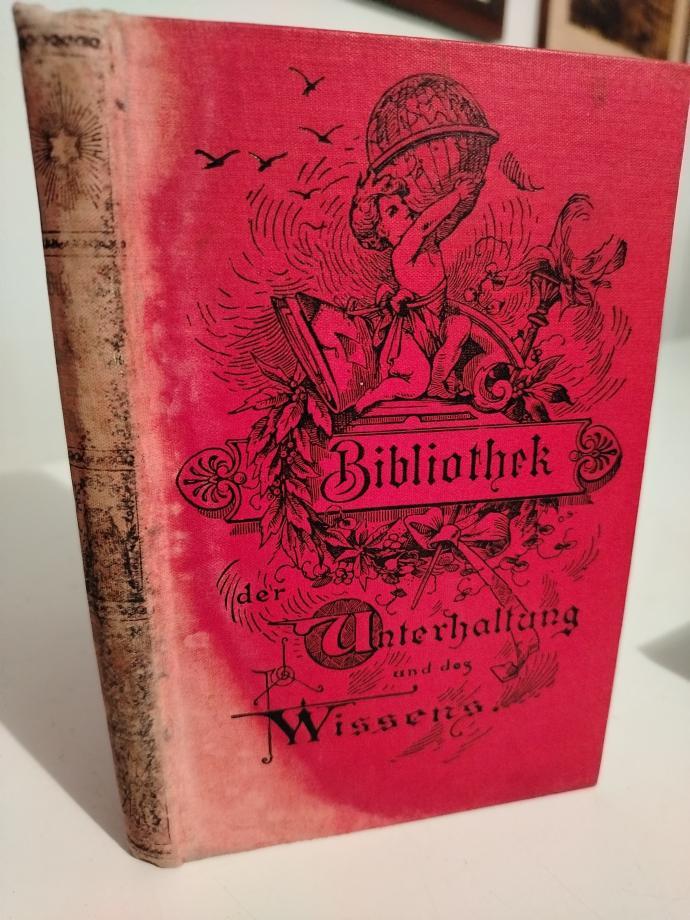 Bibliothek
der
Unterhaltung
und des
Wissens.